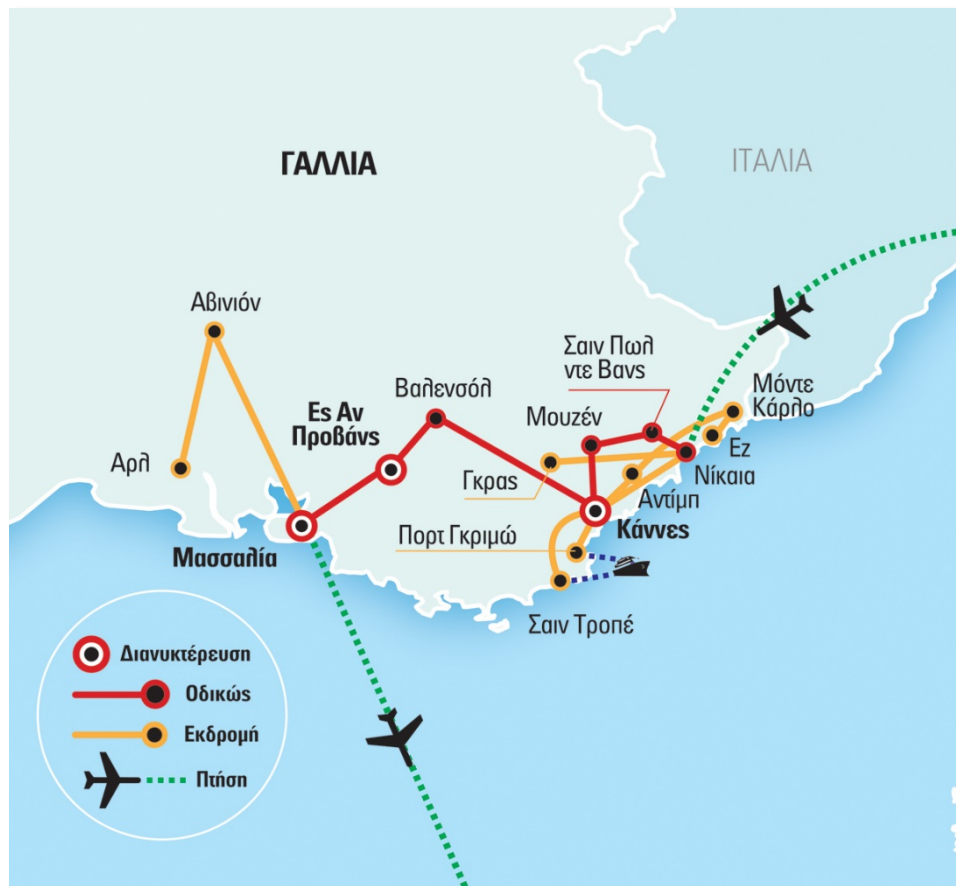 ΓΑΛΛΙΑ
ΙΤΑΛΙΑ
Αβινιόν
Σαιν Πωλ
ντε Βανς
Μόντε
Κάρλο
Βαλενσόλ
Μουζέν
Ες Αν
Προβάνς
Εζ
Αρλ
Γκρας
Νίκαια
Αντίμπ
Μασσαλία
Πορτ Γκριμώ
Κάννες
Σαιν Τροπέ
Διανυκτέρευση
Οδικώς
Εκδρομή
Πτήση